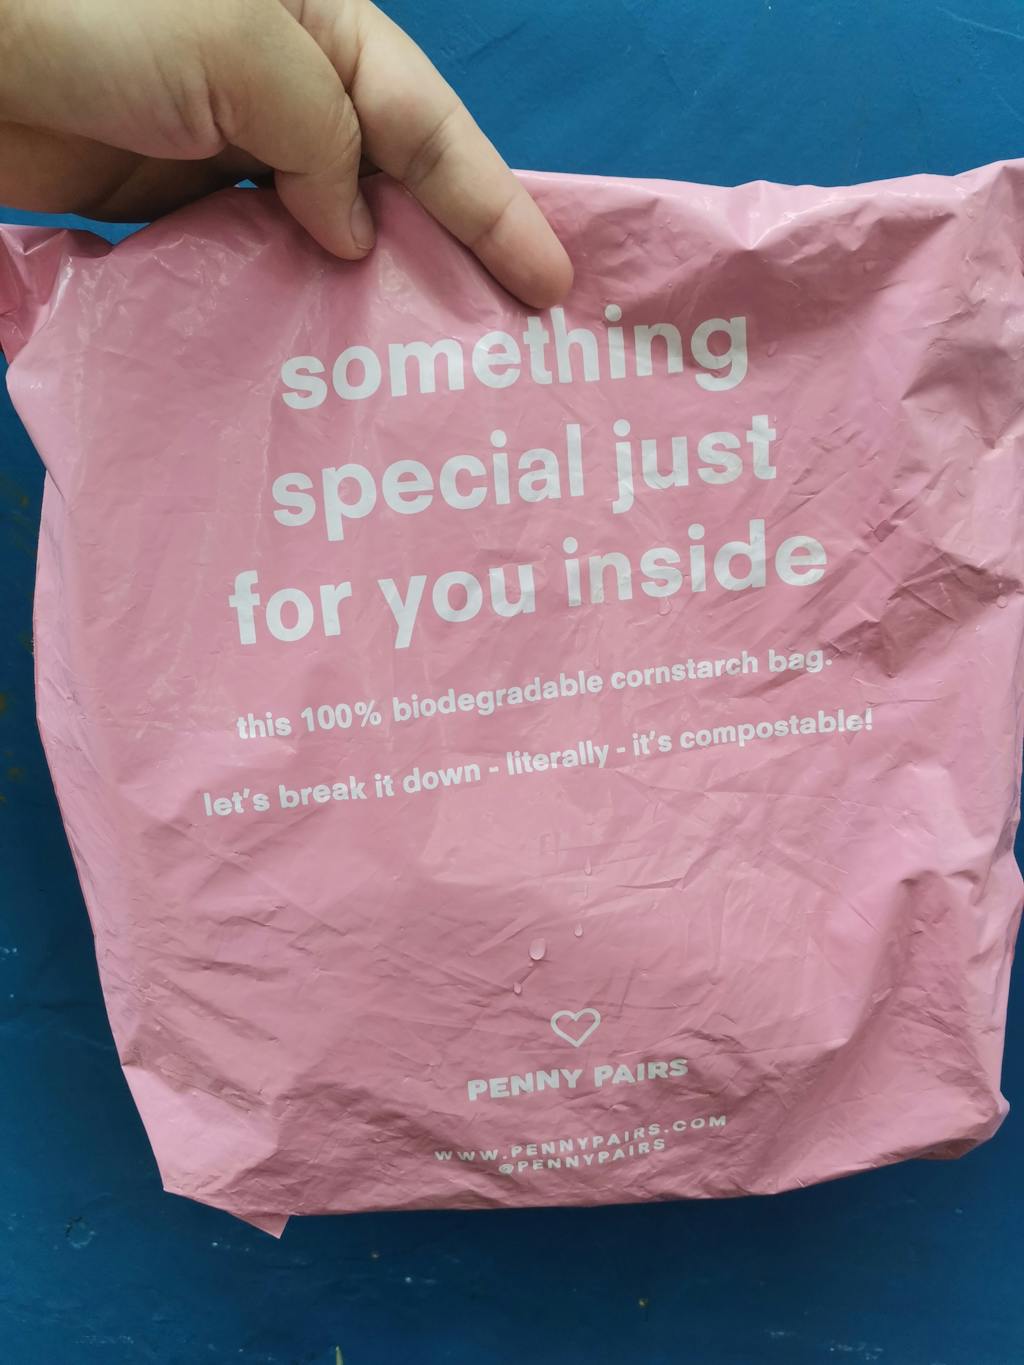 something
special just
for you inside
this 100% biodegradable cornstarch bag.
let's break it down - literally - it's compostable!
PENNY PAIRS
WWW.PENNYPAIRS.COM
@PENNYPAIRS